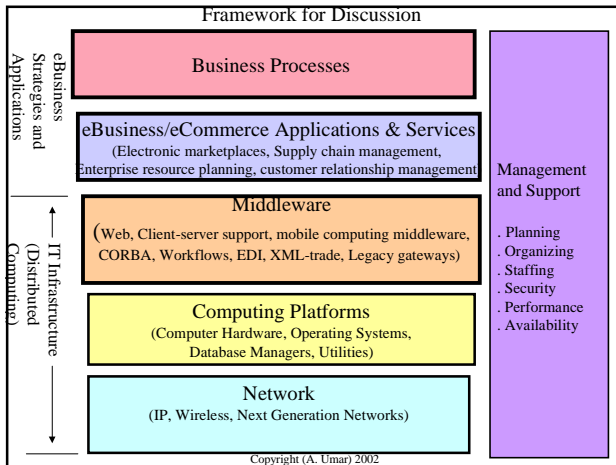 Framework for Discussion
eBusiness
Strategies and
Applications
Business Processes
eBusiness/eCommerce Applications & Services
(Electronic marketplaces, Supply chain management,
Enterprise resource planning, customer relationship management
IT Infrastructure
(Distributed
Computing)
Middleware
(Web, Client-server support, mobile computing middleware,
CORBA, Workflows, EDI, XML-trade, Legacy gateways)
Computing Platforms
(Computer Hardware, Operating Systems,
Database Managers, Utilities)
Network
(IP, Wireless, Next Generation Networks)
Management
and Support
. Planning
. Organizing
. Staffing
. Security
. Performance
. Availability
Copyright (A. Umar) 2002